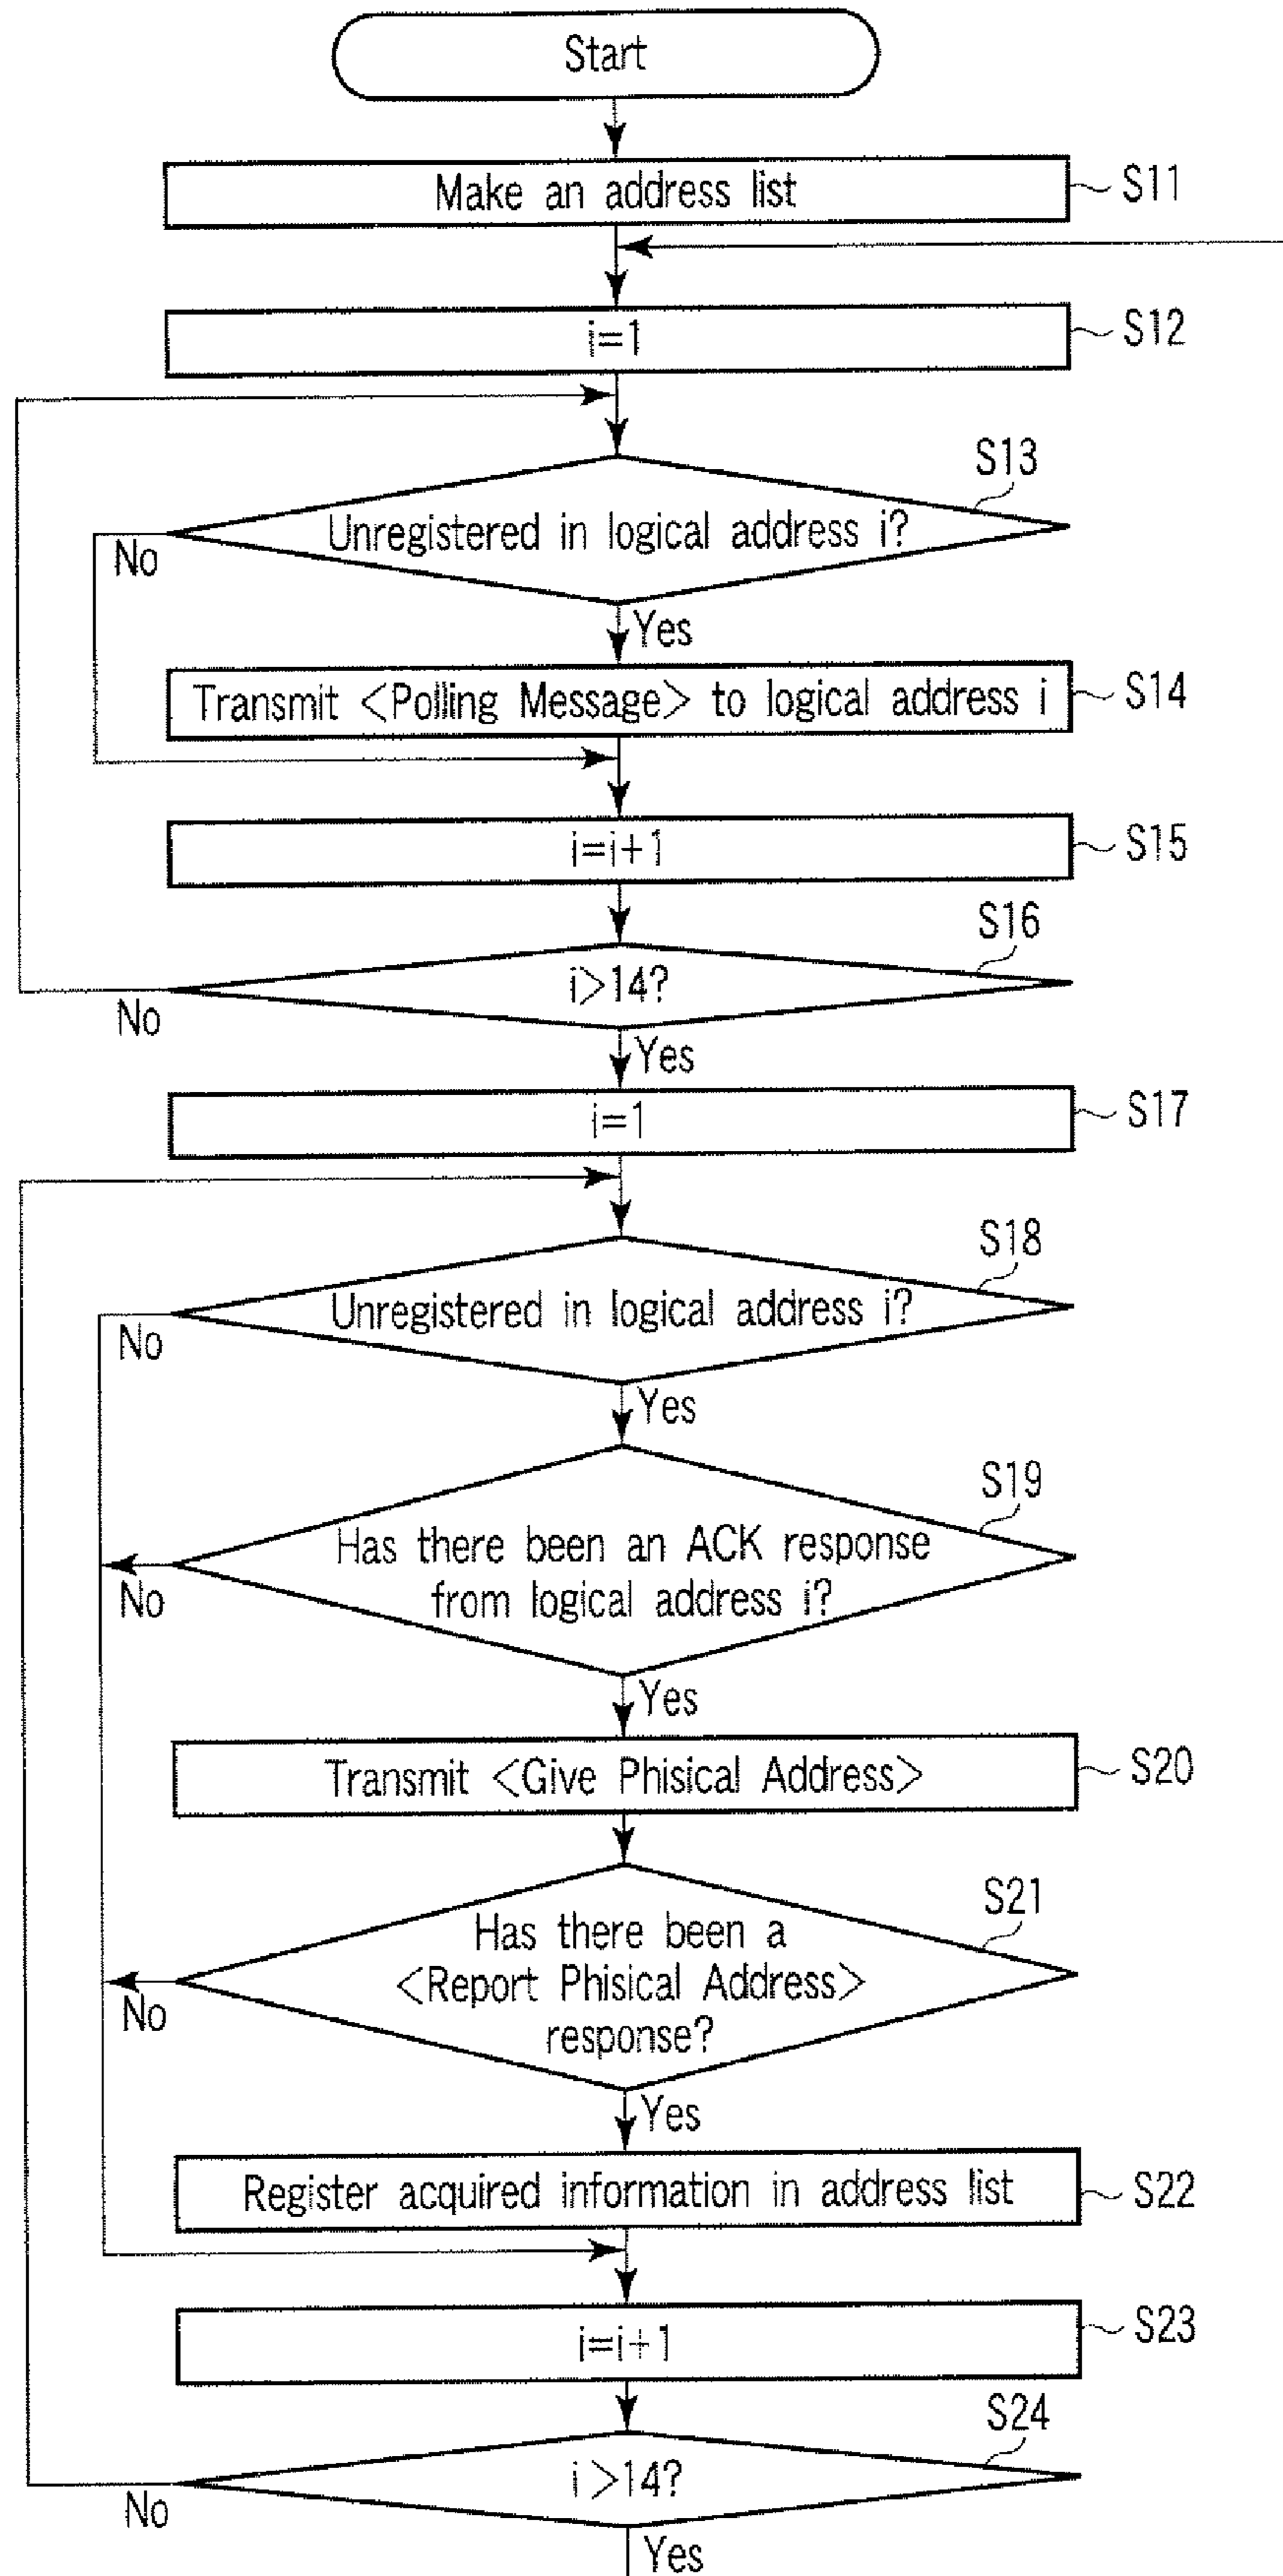 Start
Make an address list
S11
i=1
S12
S13
Unregistered in logical address i?
No
Yes
Transmit <Polling Message> to logical address i
S14
i=i+1
S15
S16
i>14?
No
Yes
i=1
S17
S18
Unregistered in logical address i?
No
Yes
S19
Has there been an ACK response
from logical address i?
No
Yes
Transmit <Give Phisical Address>
S20
S21
Has there been a
<Report Phisical Address>
response?
No
Yes
Register acquired information in address list
S22
i=i+1
S23
S24
i>14?
No
Yes